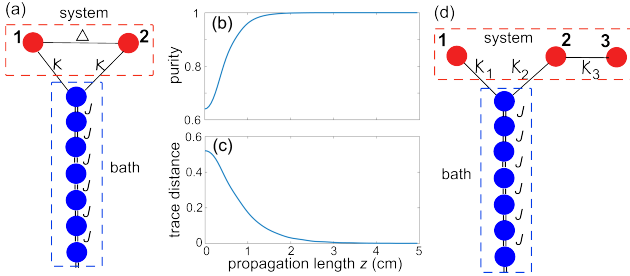 (a)
system
1
△
2
κ
κ
J
J
J
J
J
J
bath
(b)
purity
1
0.8
0.6
(c)
trace distance
0.6
0.4
0.2
0
0
1
2
3
4
5
propagation length z (cm)
(d)
system
1
2
3
K1
K2
K3
J
J
J
J
J
J
bath